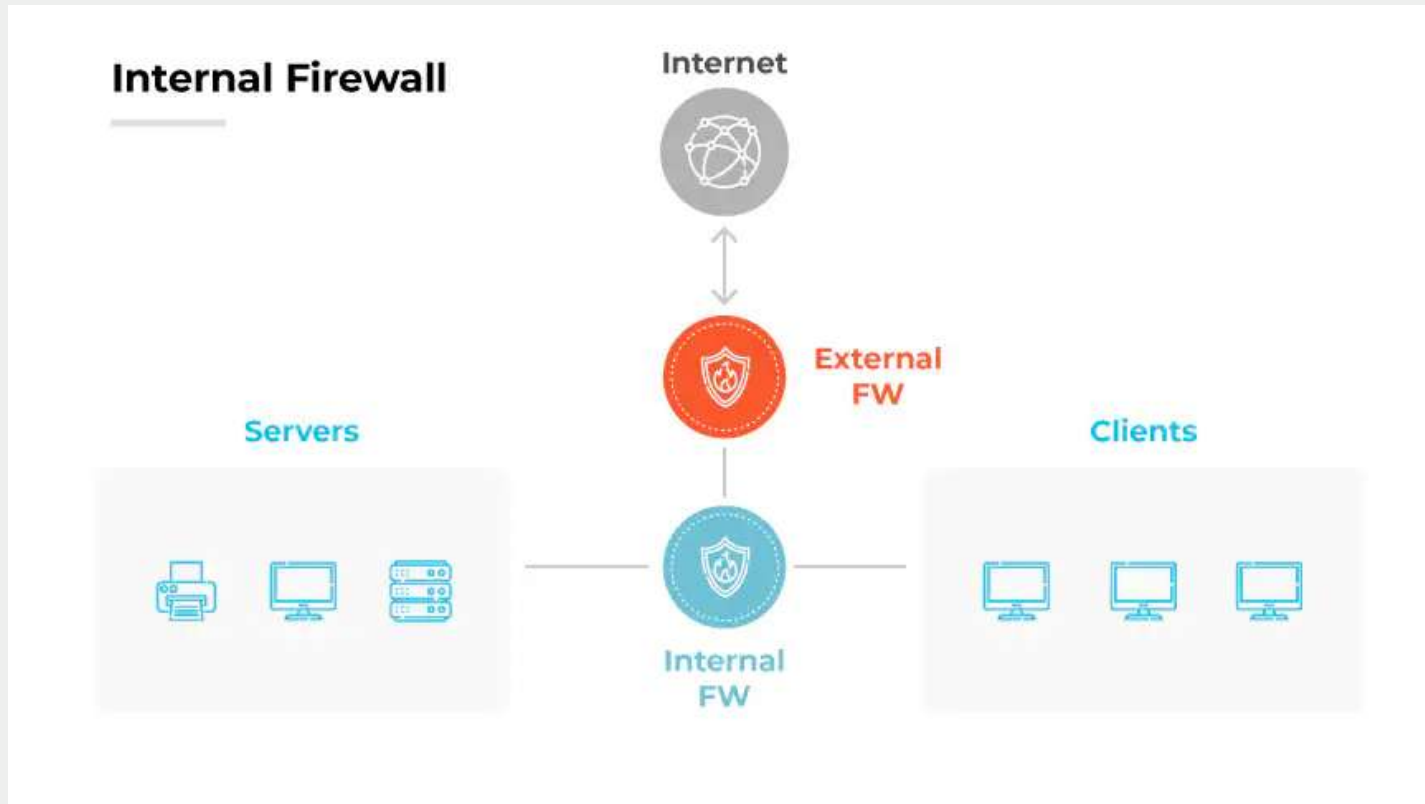 Internal Firewall
Internet
External
FW
Servers
Clients
Internal
FW